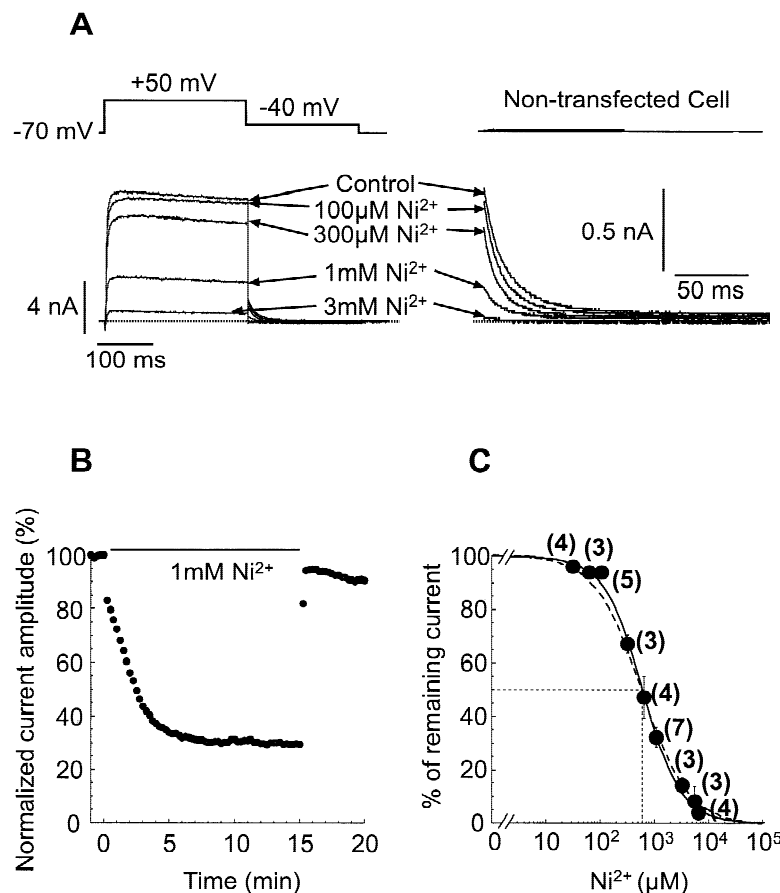 A
+50 mV
-40 mV
-70 mV
Non-transfected Cell
Control
100µM Ni²⁺
300µM Ni²⁺
1mM Ni²⁺
3mM Ni²⁺
4 nA
100 ms
0.5 nA
50 ms
B
Normalized current amplitude (%)
100
80
60
40
20
0
1mM Ni²⁺
0 5 10 15 20
Time (min)
C
% of remaining current
100
80
60
40
20
0
(4) (3)
(5)
(3)
(4)
(7)
(3)
(3)
(4)
0 10 10² 10³ 10⁴ 10⁵
Ni²⁺ (µM)